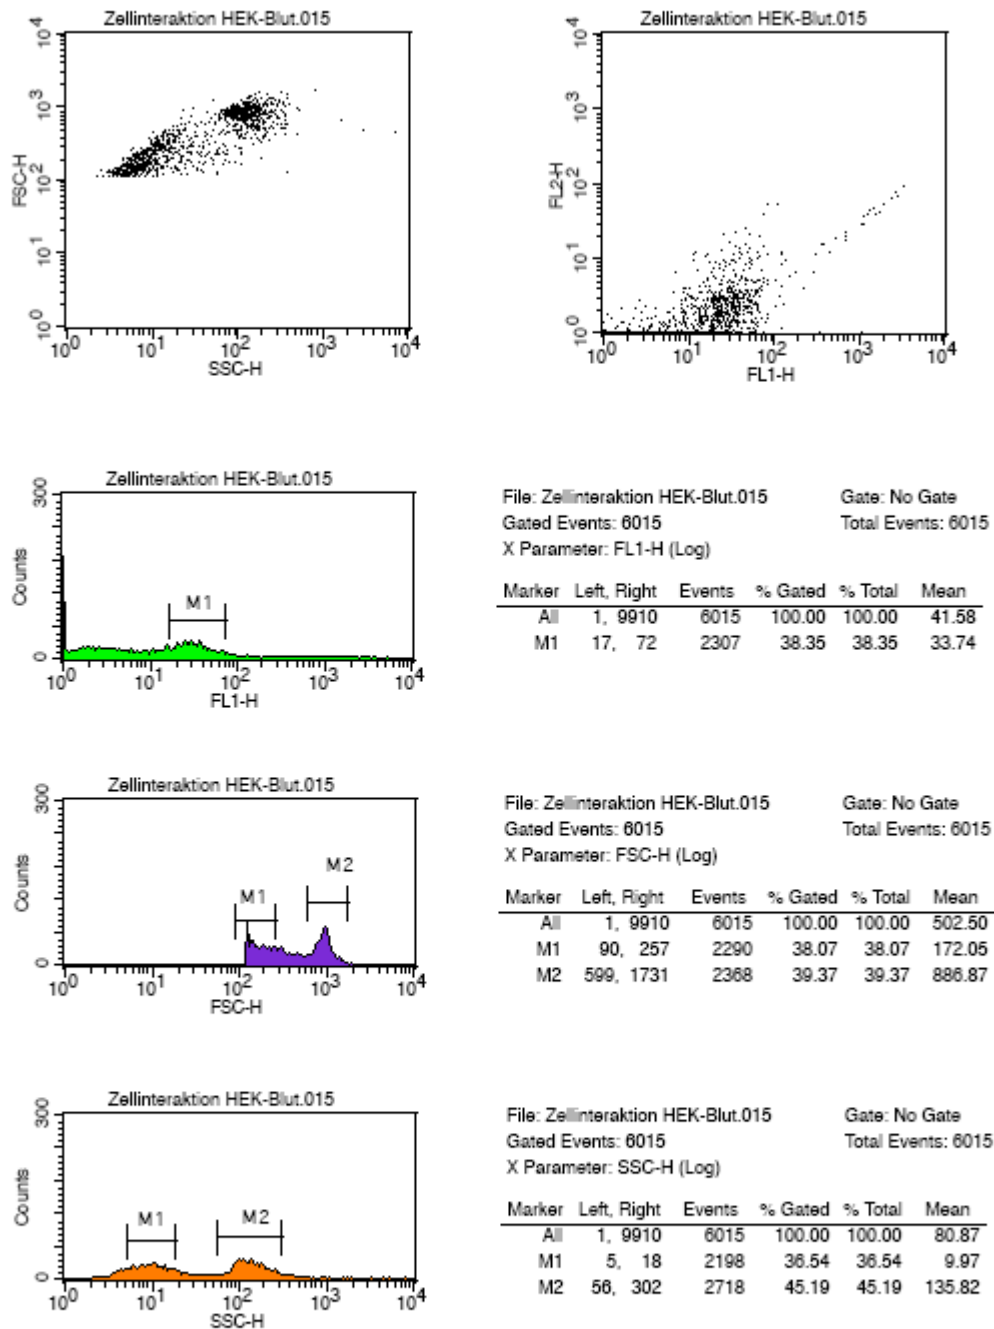 Zellinteraktion HEK-Blut.015
10^4
10^3
10^2
10^1
10^0
FSC-H
10^0 10^1 10^2 10^3 10^4
SSC-H
Zellinteraktion HEK-Blut.015
10^4
10^3
10^2
10^1
10^0
FL2-H
10^0 10^1 10^2 10^3 10^4
FL1-H
Zellinteraktion HEK-Blut.015
300
Counts
0
M1
10^0 10^1 10^2 10^3 10^4
FL1-H
File: Zellinteraktion HEK-Blut.015 Gate: No Gate
Gated Events: 6015 Total Events: 6015
X Parameter: FL1-H (Log)
Marker Left, Right Events % Gated % Total Mean
All 1, 9910 6015 100.00 100.00 41.58
M1 17, 72 2307 38.35 38.35 33.74
Zellinteraktion HEK-Blut.015
300
Counts
0
M1
M2
10^0 10^1 10^2 10^3 10^4
FSC-H
File: Zellinteraktion HEK-Blut.015 Gate: No Gate
Gated Events: 6015 Total Events: 6015
X Parameter: FSC-H (Log)
Marker Left, Right Events % Gated % Total Mean
All 1, 9910 6015 100.00 100.00 502.50
M1 90, 257 2290 38.07 38.07 172.05
M2 599, 1731 2368 39.37 39.37 886.87
Zellinteraktion HEK-Blut.015
300
Counts
0
M1 M2
10^0 10^1 10^2 10^3 10^4
SSC-H
File: Zellinteraktion HEK-Blut.015 Gate: No Gate
Gated Events: 6015 Total Events: 6015
X Parameter: SSC-H (Log)
Marker Left, Right Events % Gated % Total Mean
All 1, 9910 6015 100.00 100.00 80.87
M1 5, 18 2198 36.54 36.54 9.97
M2 56, 302 2718 45.19 45.19 135.82